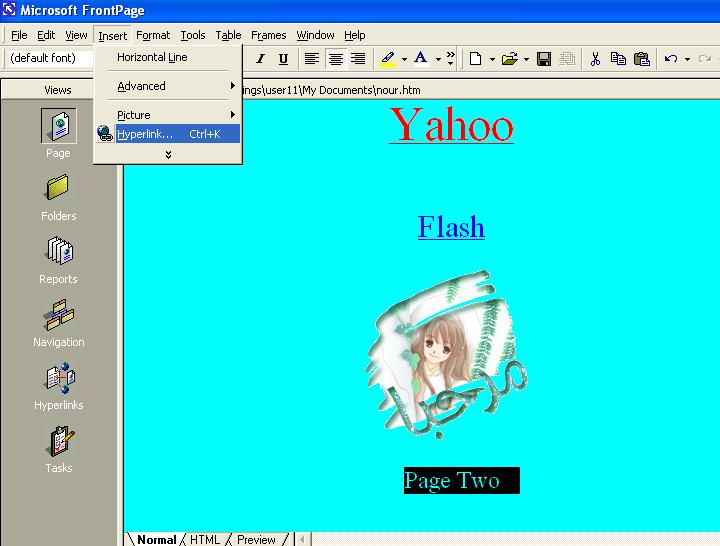 Microsoft FrontPage
File Edit View Insert Format Tools Table Frames Window Help
(default font) I U A
Views ings\user11\My Documents\nour.htm
Horizontal Line
Advanced
Picture
Hyperlink... Ctrl+K
Page
Folders
Reports
Navigation
Hyperlinks
Tasks
Yahoo
Flash
مرحبا
Page Two
Normal HTML Preview